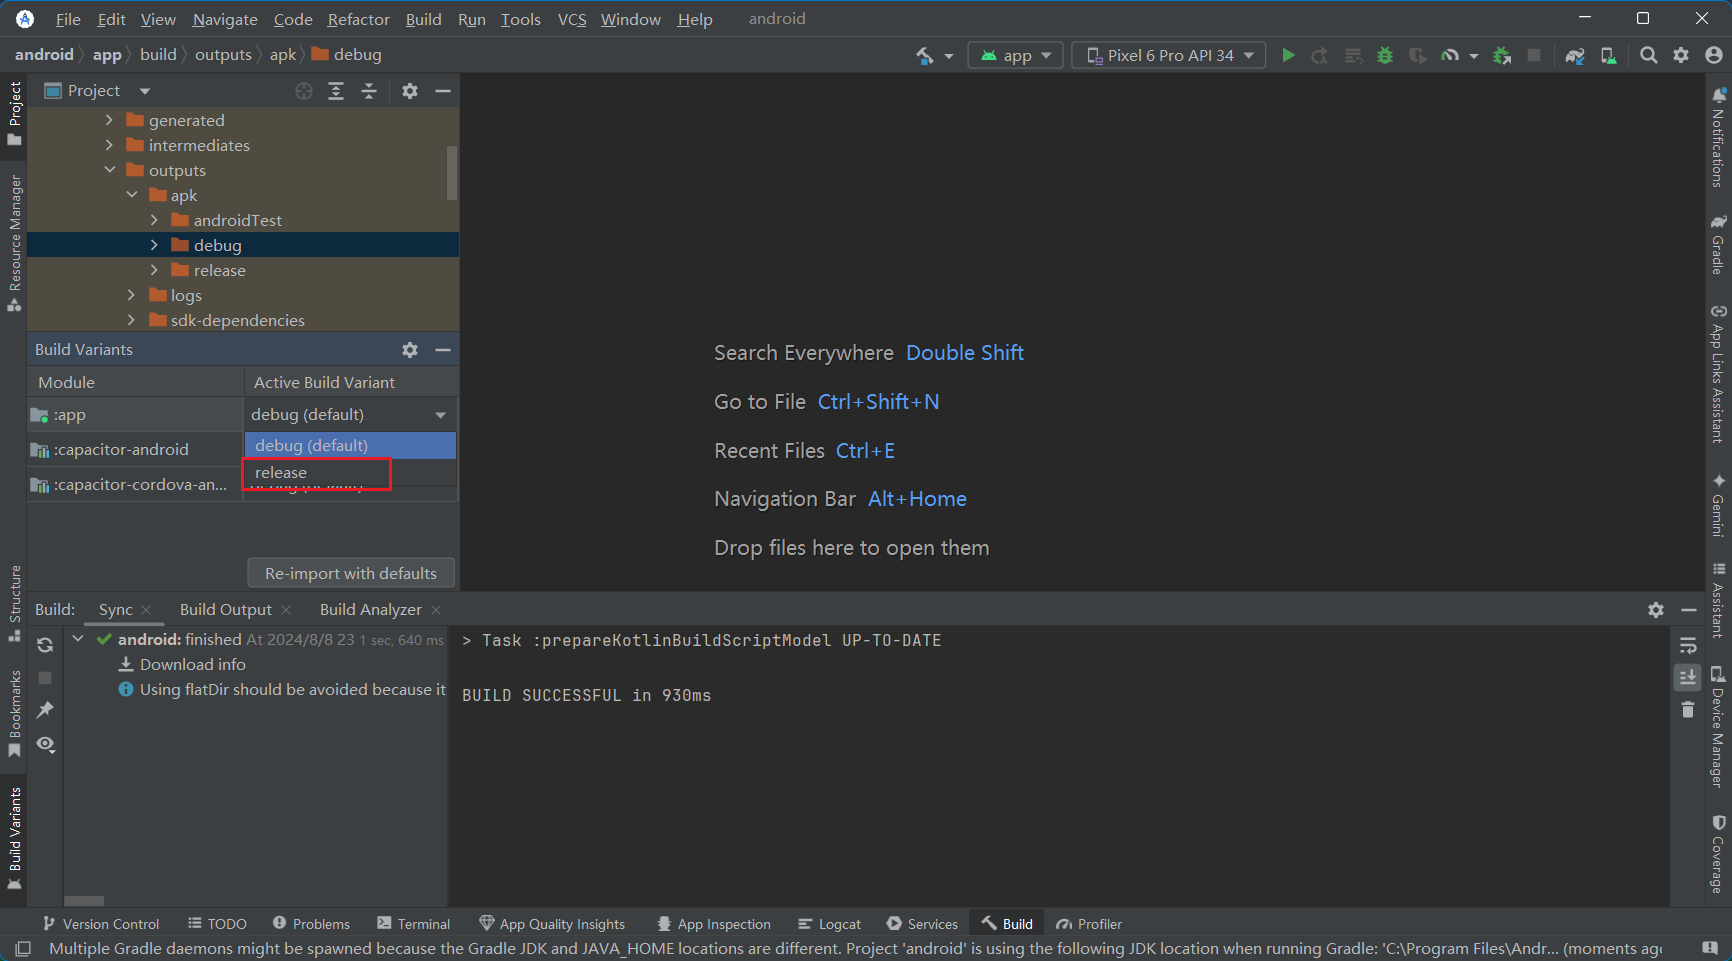 File Edit View Navigate Code Refactor Build Run Tools VCS Window Help android
android app build outputs apk debug
app
Pixel 6 Pro API 34
Project
Project
Resource Manager
Structure
Bookmarks
Build Variants
generated
intermediates
outputs
apk
androidTest
debug
release
logs
sdk-dependencies
Build Variants
Module Active Build Variant
:app debug (default)
debug (default)
:capacitor-android
release
:capacitor-cordova-an...
debug (default)
Re-import with defaults
Search Everywhere Double Shift
Go to File Ctrl+Shift+N
Recent Files Ctrl+E
Navigation Bar Alt+Home
Drop files here to open them
Notifications
Gradle
App Links Assistant
Gemini
Assistant
Device Manager
Coverage
Build: Sync Build Output Build Analyzer
android: finished At 2024/8/8 23 1 sec, 640 ms
Download info
Using flatDir should be avoided because it
> Task :prepareKotlinBuildScriptModel UP-TO-DATE
BUILD SUCCESSFUL in 930ms
Version Control TODO Problems Terminal App Quality Insights App Inspection Logcat Services Build Profiler
Multiple Gradle daemons might be spawned because the Gradle JDK and JAVA_HOME locations are different. Project 'android' is using the following JDK location when running Gradle: 'C:\Program Files\Andr... (moments ago